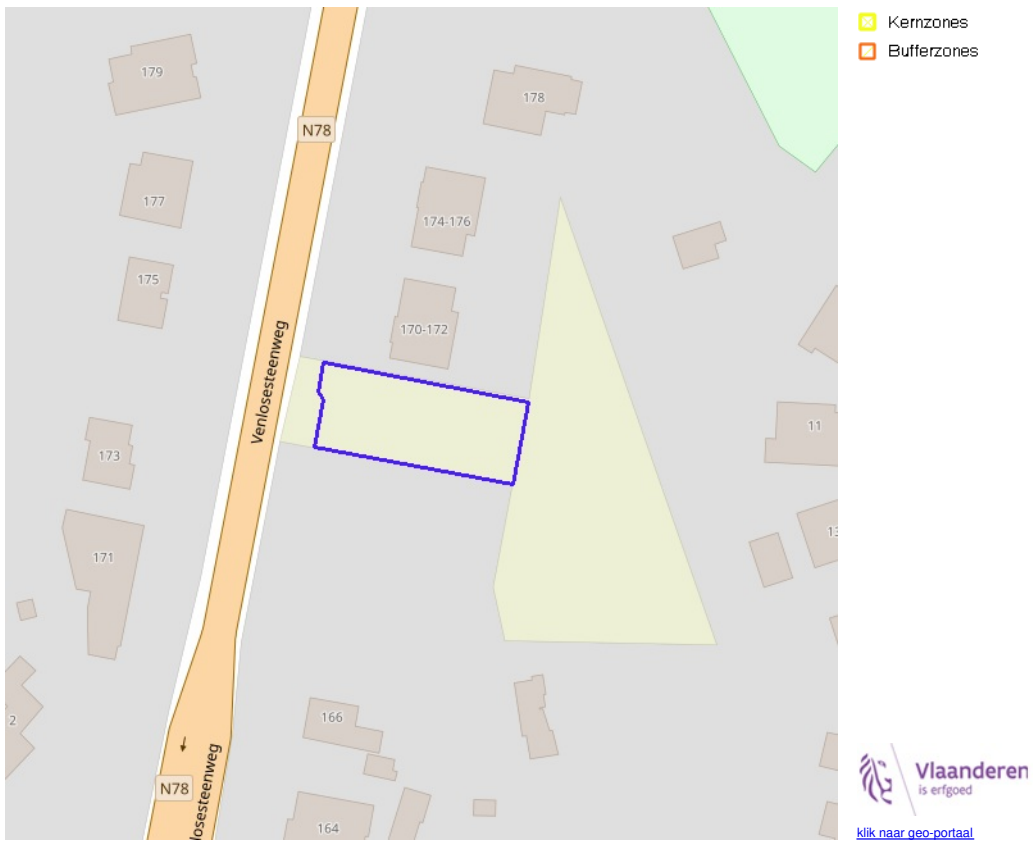 Kernzones
Bufferzones
179
178
N78
177
174-176
175
170-172
Venlosesteenweg
11
173
13
171
2
166
N78
losesteenweg
164
Vlaanderen
is erfgoed
klik naar geo-portaal